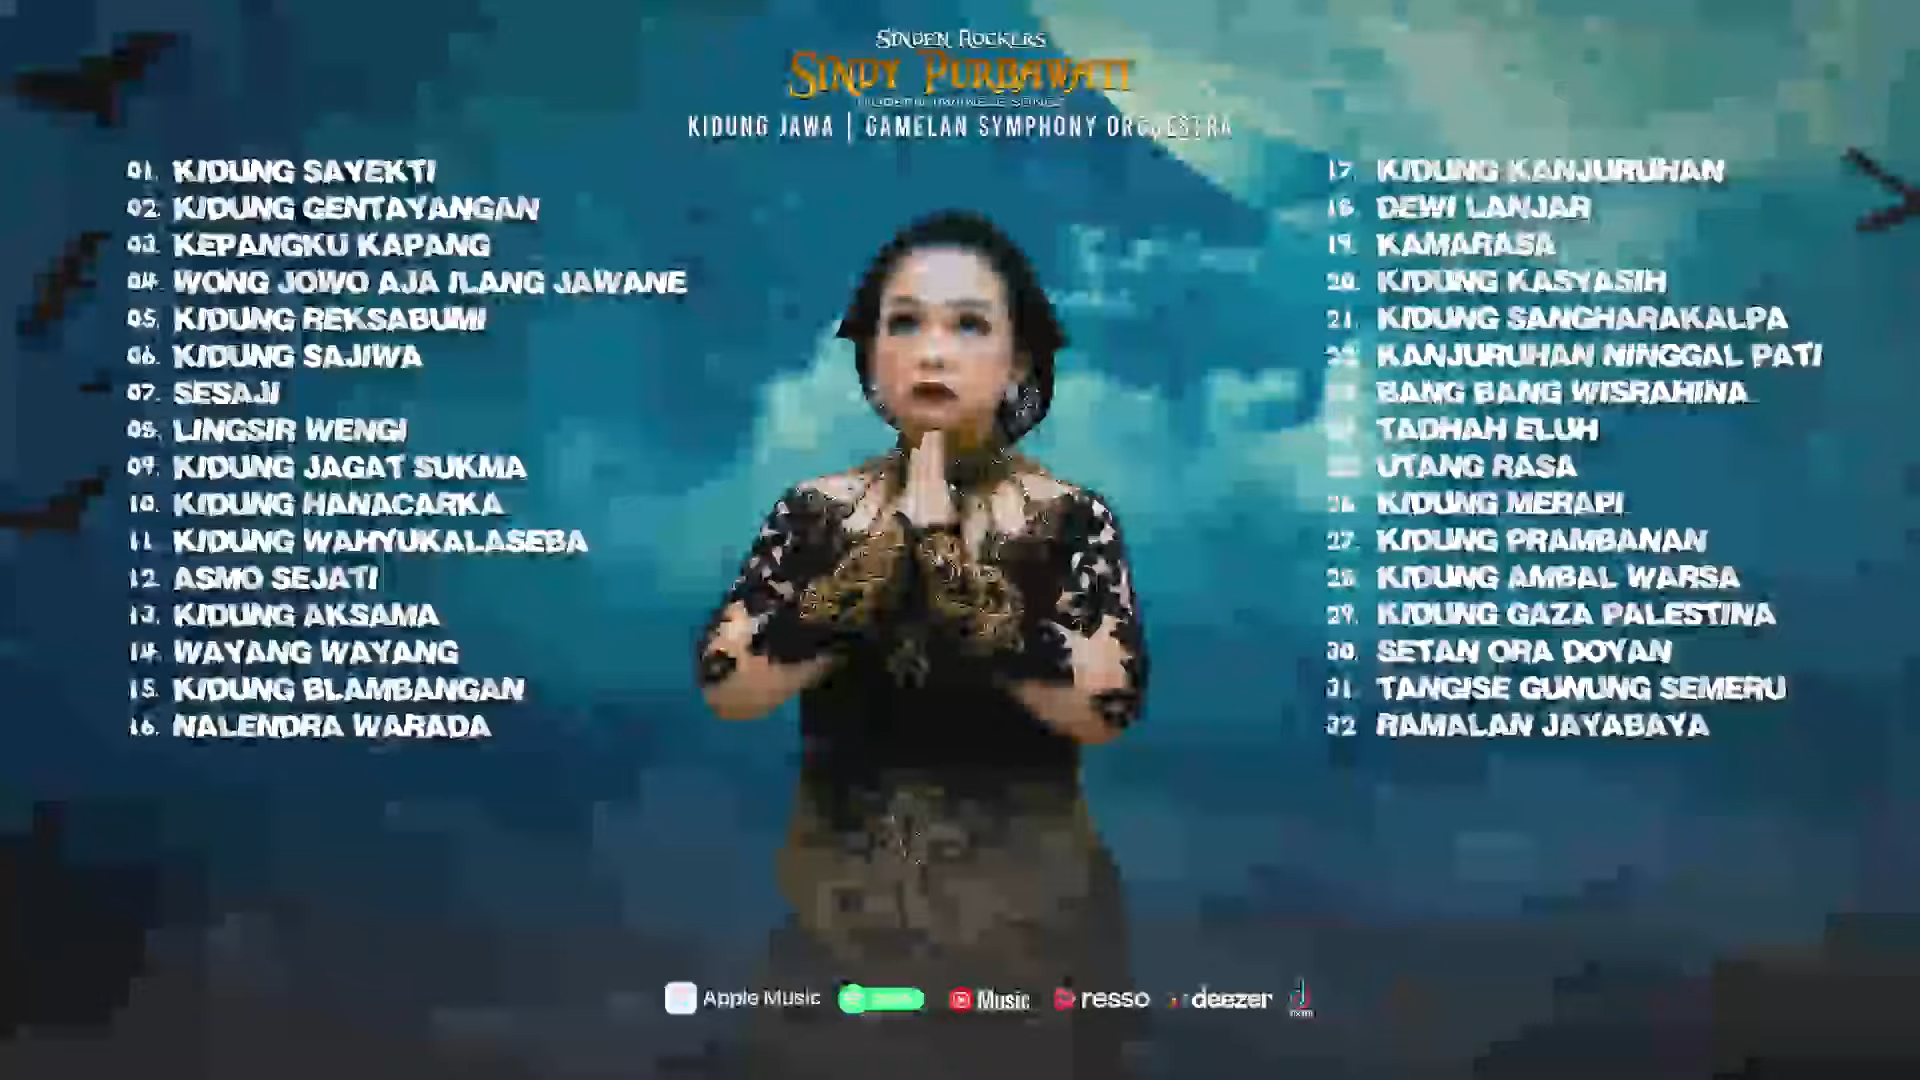 SINDEN ROCKERS
SINDY PURBAWATI
KIDUNG JAWA | GAMELAN SYMPHONY ORCHESTRA
01. KIDUNG SAYEKTI
02. KIDUNG GENTAYANGAN
03. KEPANGKU KAPANG
04. WONG JOWO AJA ILANG JAWANE
05. KIDUNG REKSABUMI
06. KIDUNG SAJIWA
07. SESAJI
08. LINGSIR WENGI
09. KIDUNG JAGAT SUKMA
10. KIDUNG HANACARKA
11. KIDUNG WAHYUKALASEBA
12. ASMO SEJATI
13. KIDUNG AKSAMA
14. WAYANG WAYANG
15. KIDUNG BLAMBANGAN
16. NALENDRA WARADA
17. KIDUNG KANJURUHAN
18. DEWI LANJAR
19. KAMARASA
20. KIDUNG KASYASIH
21. KIDUNG SANGHARAKALPA
22. KANJURUHAN NINGGAL PATI
BANG BANG WISRAHINA
TADHAH ELUH
UTANG RASA
26. KIDUNG MERAPI
27. KIDUNG PRAMBANAN
28. KIDUNG AMBAL WARSA
29. KIDUNG GAZA PALESTINA
30. SETAN ORA DOYAN
31. TANGISE GUNUNG SEMERU
32. RAMALAN JAYABAYA
Apple Music Music resso deezer